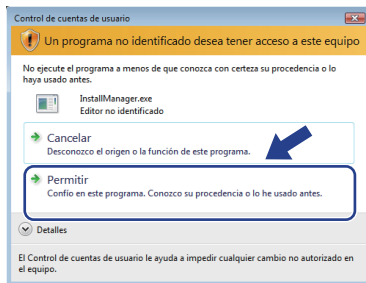 Control de cuentas de usuario
Un programa no identificado desea tener acceso a este equipo
No ejecute el programa a menos de que conozca con certeza su procedencia o lo
haya usado antes.
InstallManager.exe
Editor no identificado
Cancelar
Desconozco el origen o la función de este programa.
Permitir
Confío en este programa. Conozco su procedencia o lo he usado antes.
Detalles
El Control de cuentas de usuario le ayuda a impedir cualquier cambio no autorizado en
el equipo.